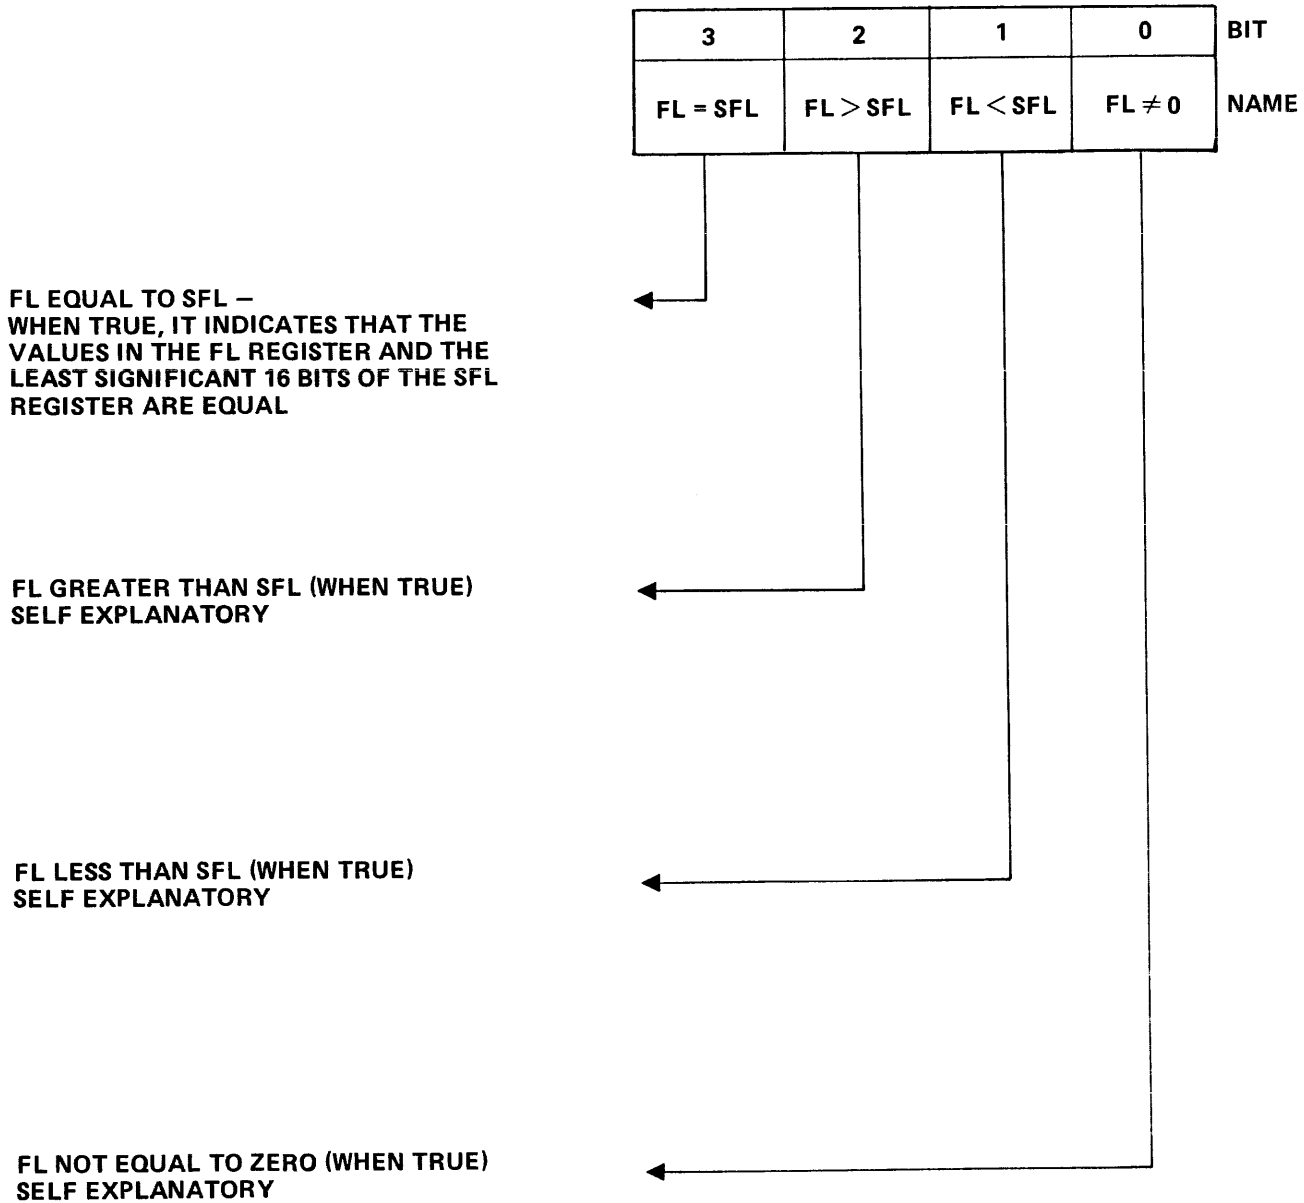 3 2 1 0 BIT
FL = SFL FL > SFL FL < SFL FL ≠ 0 NAME
FL EQUAL TO SFL –
WHEN TRUE, IT INDICATES THAT THE
VALUES IN THE FL REGISTER AND THE
LEAST SIGNIFICANT 16 BITS OF THE SFL
REGISTER ARE EQUAL
FL GREATER THAN SFL (WHEN TRUE)
SELF EXPLANATORY
FL LESS THAN SFL (WHEN TRUE)
SELF EXPLANATORY
FL NOT EQUAL TO ZERO (WHEN TRUE)
SELF EXPLANATORY